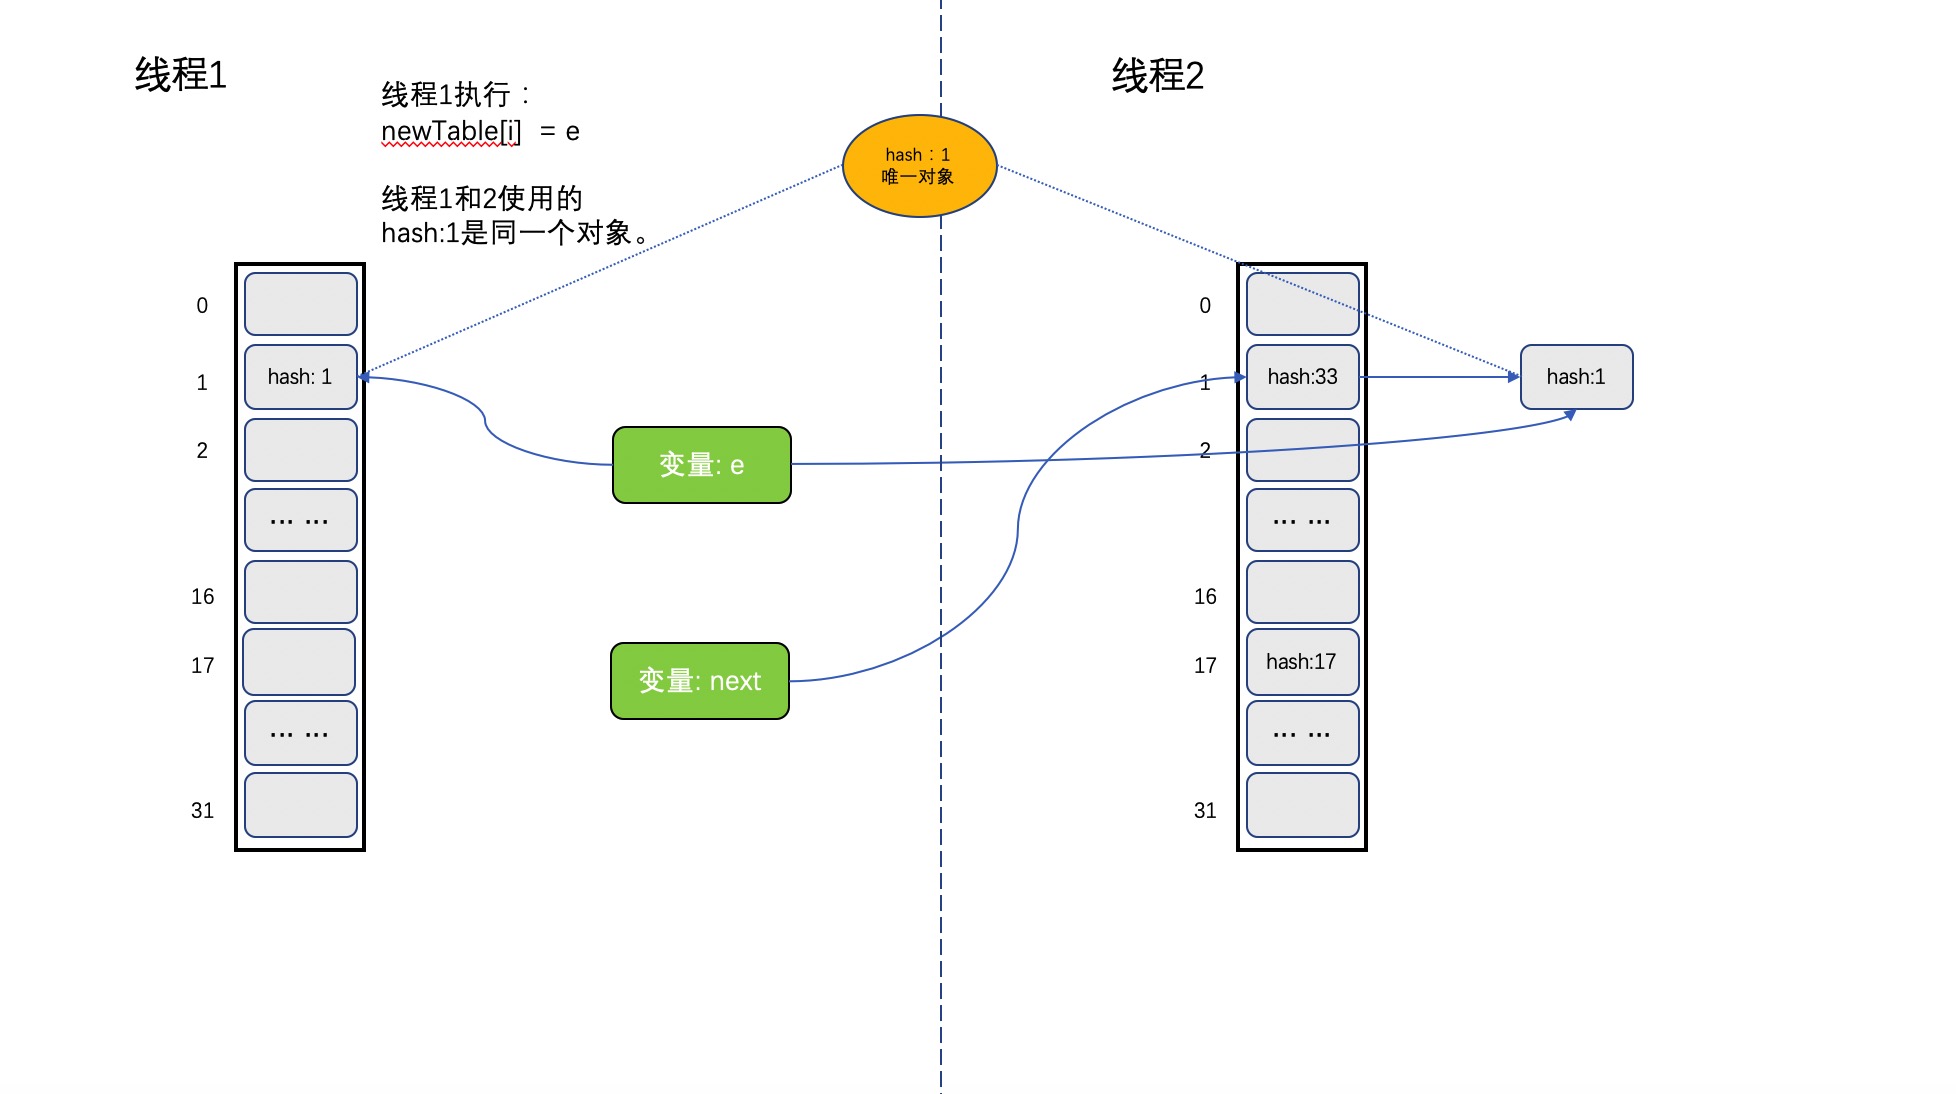 线程1
线程2
线程1执行：
newTable[i] = e
线程1和2使用的
hash:1是同一个对象。
hash：1
唯一对象
0
1
hash: 1
2
... ...
16
17
... ...
31
变量: e
变量: next
0
1
hash:33
hash:1
2
... ...
16
17
hash:17
... ...
31